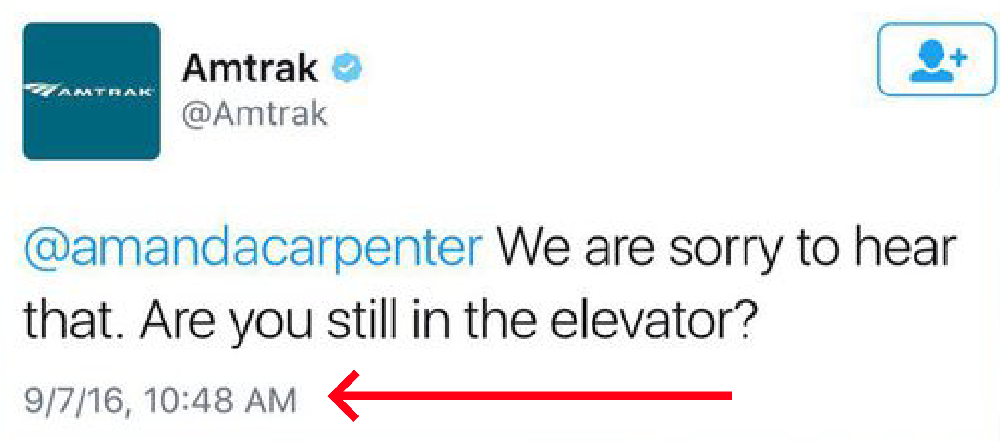 AMTRAK
Amtrak
@Amtrak
@amandacarpenter We are sorry to hear
that. Are you still in the elevator?
9/7/16, 10:48 AM